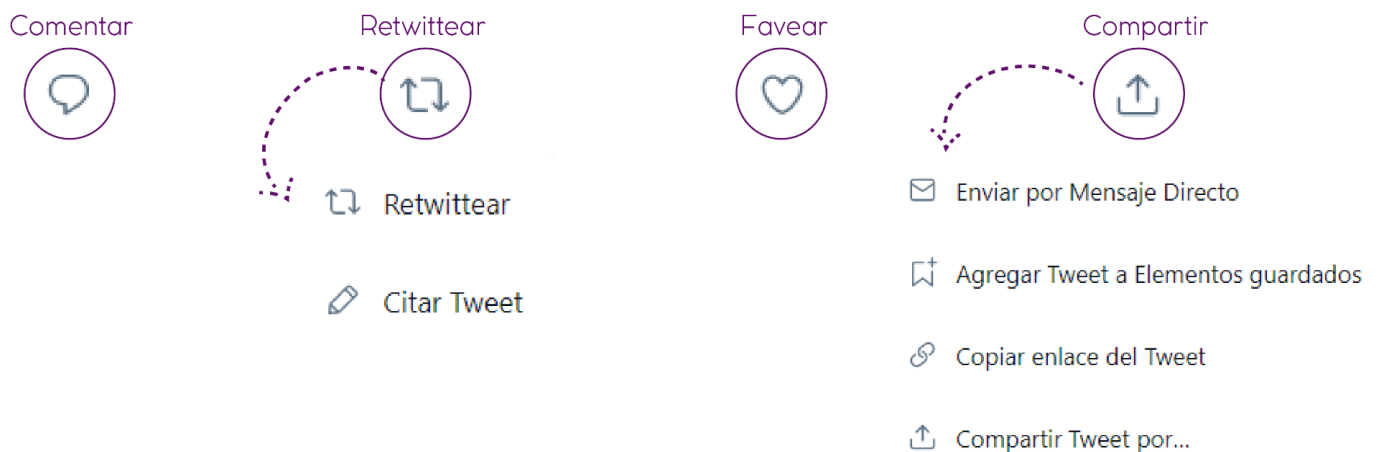 Comentar
Retwittear
Favear
Compartir
Retwittear
Citar Tweet
Enviar por Mensaje Directo
Agregar Tweet a Elementos guardados
Copiar enlace del Tweet
Compartir Tweet por...